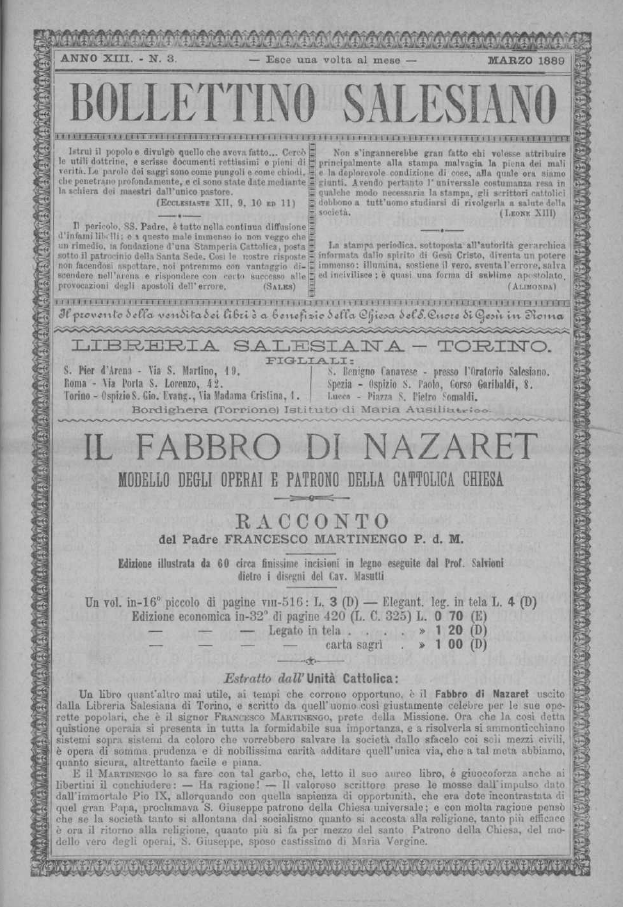 ANNO XIII. - N. 3.
— Esce una volta al mese —
MARZO 1889
BOLLETTINO SALESIANO
Istruì il popolo e divulgò quello che aveva fatto... Cercò
le utili dottrine, e scrisse documenti rettissimi e pieni di
verità. Le parole dei saggi sono come pungoli e come chiodi,
che penetrano profondamente, e ci sono state date mediante
la schiera dei maestri dall'unico pastore.
(ECCLESIASTE XII, 9, 10 ED 11)
Il pericolo, SS. Padre, è tutto nella continua diffusione
d'infami libelli; e a questo male immenso io non veggo che
un rimedio, la fondazione d'una Stamperia Cattolica, posta
sotto il patrocinio della Santa Sede. Così le nostre risposte
non facendosi aspettare, noi potremmo con vantaggio di-
scendere nell'arena e rispondere con certo successo alle
provocazioni degli apostoli dell'errore. (SALES)
Non s'ingannerebbe gran fatto chi volesse attribuire
principalmente alla stampa malvagia la piena dei mali
e la deplorevole condizione di cose, alla quale ora siamo
giunti. Avendo pertanto l'universale costumanza resa in
qualche modo necessaria la stampa, gli scrittori cattolici
debbono a tutt'uomo studiarsi di rivolgerla a salute della
società. (LEONE XIII)
La stampa periodica, sottoposta all'autorità gerarchica
informata dallo spirito di Gesù Cristo, diventa un potere
immenso: illumina, sostiene il vero, sventa l'errore, salva
ed incivilisce; è quasi una forma di sublime apostolato.
(ALIMONDA)
Il provento della vendita dei libri è a benefizio della Chiesa del S. Cuore di Gesù in Roma
LIBRERIA SALESIANA — TORINO.
FIGLIALI:
S. Pier d'Arena - Via S. Martino, 19.
Roma - Via Porta S. Lorenzo, 42.
Torino - Ospizio S. Gio. Evang., Via Madama Cristina, 1.
S. Benigno Canavese - presso l'Oratorio Salesiano.
Spezia - Ospizio S. Paolo, Corso Garibaldi, 8.
Lucca - Piazza S. Pietro Somaldi.
Bordighera (Torrione) Istituto di Maria Ausiliatrice
IL FABBRO DI NAZARET
MODELLO DEGLI OPERAI E PATRONO DELLA CATTOLICA CHIESA
RACCONTO
del Padre FRANCESCO MARTINENGO P. d. M.
Edizione illustrata da 60 circa finissime incisioni in legno eseguite dal Prof. Salvioni
dietro i disegni del Cav. Masutti
Un vol. in-16º piccolo di pagine VIII-516: L. 3 (D) — Elegant. leg. in tela L. 4 (D)
Edizione economica in-32º di pagine 420 (L. C. 325) L. 0 70 (E)
— — — Legato in tela . . . . » 1 20 (D)
— — — carta sagrì . » 1 00 (D)
Estratto dall'Unità Cattolica:
Un libro quant'altro mai utile, ai tempi che corrono opportuno, è il Fabbro di Nazaret uscito
dalla Libreria Salesiana di Torino, e scritto da quell'uomo così giustamente celebre per le sue ope-
rette popolari, che è il signor FRANCESCO MARTINENGO, prete della Missione. Ora che la così detta
quistione operaia si presenta in tutta la formidabile sua importanza, e a risolverla si ammonticchiano
sistemi sopra sistemi da coloro che vorrebbero salvare la società dallo sfacelo coi soli mezzi civili,
è opera di somma prudenza e di nobilissima carità additare quell'unica via, che a tal meta abbiamo,
quanto sicura, altrettanto facile e piana.
E il MARTINENGO lo sa fare con tal garbo, che, letto il suo aureo libro, è giuocoforza anche ai
libertini il conchiudere: — Ha ragione! — Il valoroso scrittore prese le mosse dall'impulso dato
dall'immortale Pio IX, allorquando con quella sapienza di opportunità, che era dote incontrastata di
quel gran Papa, proclamava S. Giuseppe patrono della Chiesa universale; e con molta ragione pensò
che se la società tanto si allontana dal socialismo quanto si accosta alla religione, tanto più efficace
è ora il ritorno alla religione, quanto più si fa per mezzo del santo Patrono della Chiesa, del mo-
dello vero degli operai, S. Giuseppe, sposo castissimo di Maria Vergine.